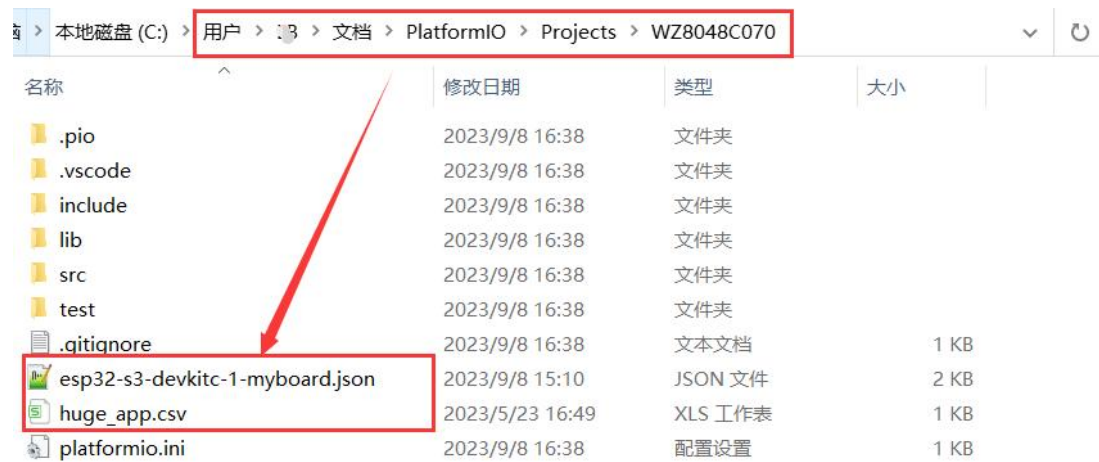 本地磁盘 (C:) > 用户 > > 文档 > PlatformIO > Projects > WZ8048C070
名称 修改日期 类型 大小
.pio 2023/9/8 16:38 文件夹
.vscode 2023/9/8 16:38 文件夹
include 2023/9/8 16:38 文件夹
lib 2023/9/8 16:38 文件夹
src 2023/9/8 16:38 文件夹
test 2023/9/8 16:38 文件夹
.gitignore 2023/9/8 16:38 文本文档 1 KB
esp32-s3-devkitc-1-myboard.json 2023/9/8 15:10 JSON 文件 2 KB
huge_app.csv 2023/5/23 16:49 XLS 工作表 1 KB
platformio.ini 2023/9/8 16:38 配置设置 1 KB